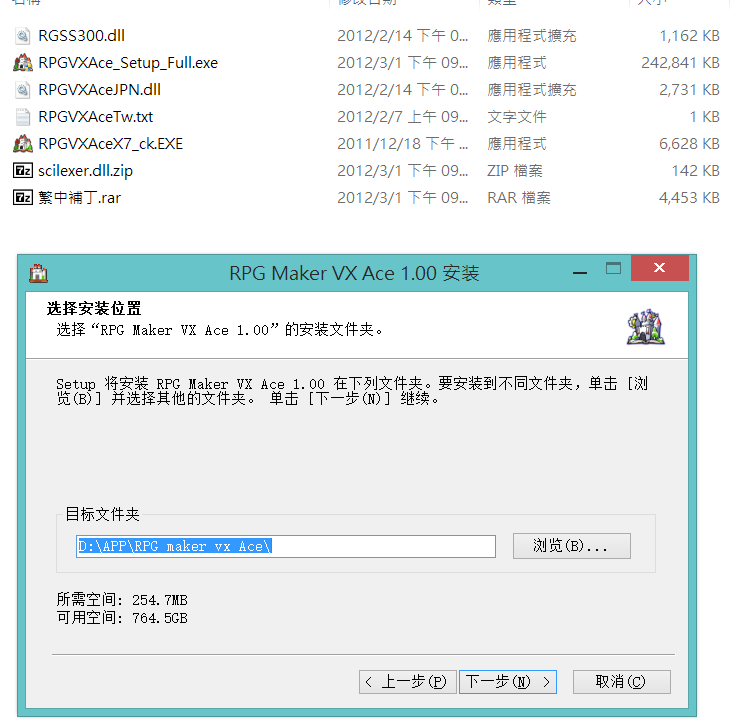 RGSS300.dll 2012/2/14 下午 0... 應用程式擴充 1,162 KB
RPGVXAce_Setup_Full.exe 2012/3/1 下午 09... 應用程式 242,841 KB
RPGVXAceJPN.dll 2012/2/14 下午 0... 應用程式擴充 2,731 KB
RPGVXAceTw.txt 2012/2/7 上午 09... 文字文件 1 KB
RPGVXAceX7_ck.EXE 2011/12/18 下午 ... 應用程式 6,628 KB
scilexer.dll.zip 2012/3/1 下午 09... ZIP 檔案 142 KB
繁中補丁.rar 2012/3/1 下午 09... RAR 檔案 4,453 KB
RPG Maker VX Ace 1.00 安装
选择安装位置
选择“RPG Maker VX Ace 1.00”的安装文件夹。
Setup 将安装 RPG Maker VX Ace 1.00 在下列文件夹。要安装到不同文件夹，单击 [浏
览(B)] 并选择其他的文件夹。 单击 [下一步(N)] 继续。
目标文件夹
D:\APP\RPG maker vx Ace\
浏览(B)...
所需空间: 254.7MB
可用空间: 764.5GB
< 上一步(P) 下一步(N) > 取消(C)